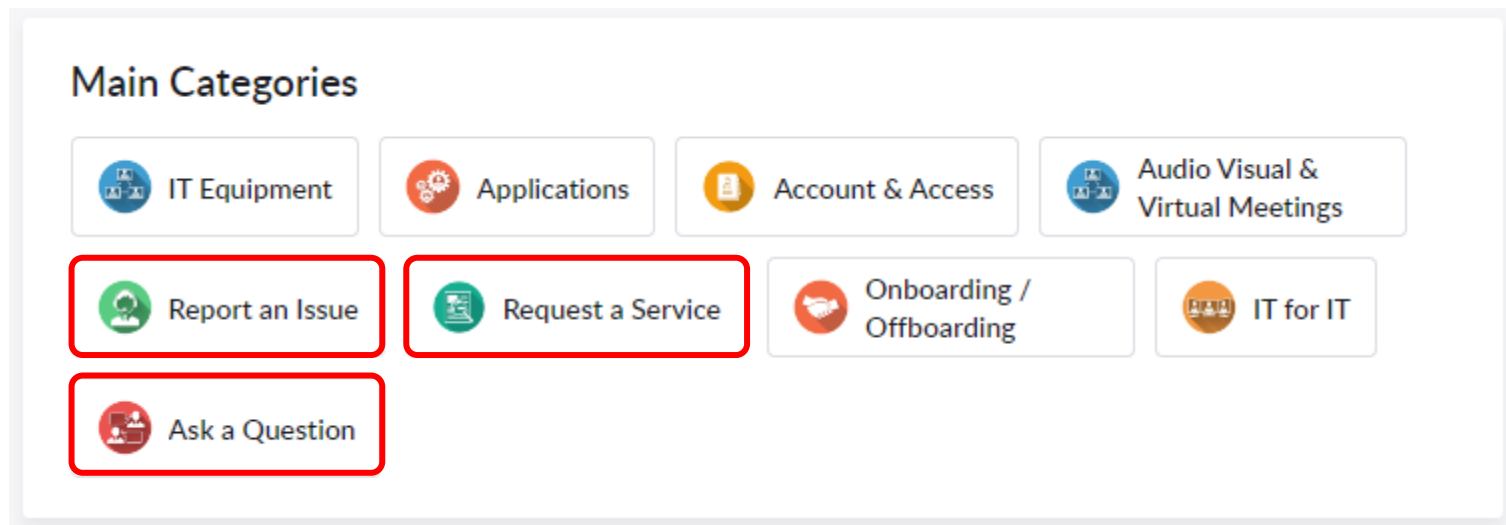 Main Categories
IT Equipment
Applications
Account & Access
Audio Visual &
Virtual Meetings
Report an Issue
Request a Service
Onboarding /
Offboarding
IT for IT
Ask a Question